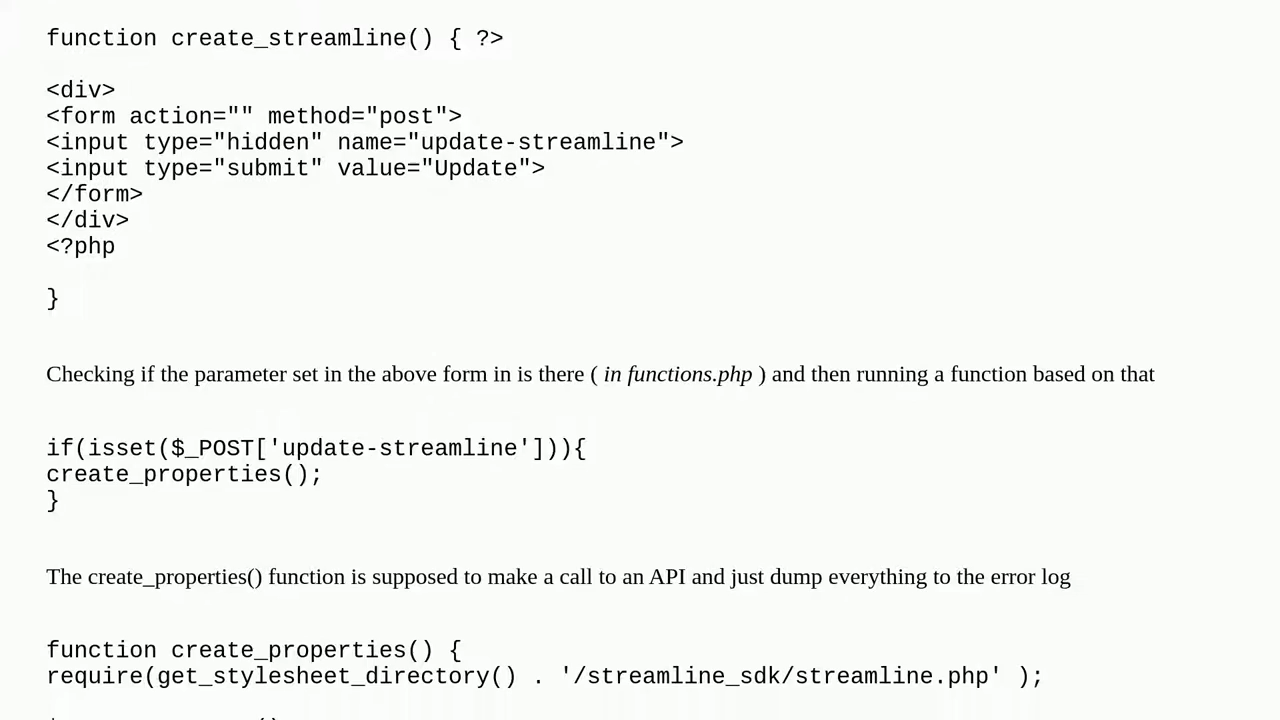 function create_streamline() { ?>
<div>
<form action="" method="post">
<input type="hidden" name="update-streamline">
<input type="submit" value="Update">
</form>
</div>
<?php
}
Checking if the parameter set in the above form in is there ( in functions.php ) and then running a function based on that
if(isset($_POST['update-streamline'])){
create_properties();
}
The create_properties() function is supposed to make a call to an API and just dump everything to the error log
function create_properties() {
require(get_stylesheet_directory() . '/streamline_sdk/streamline.php' );